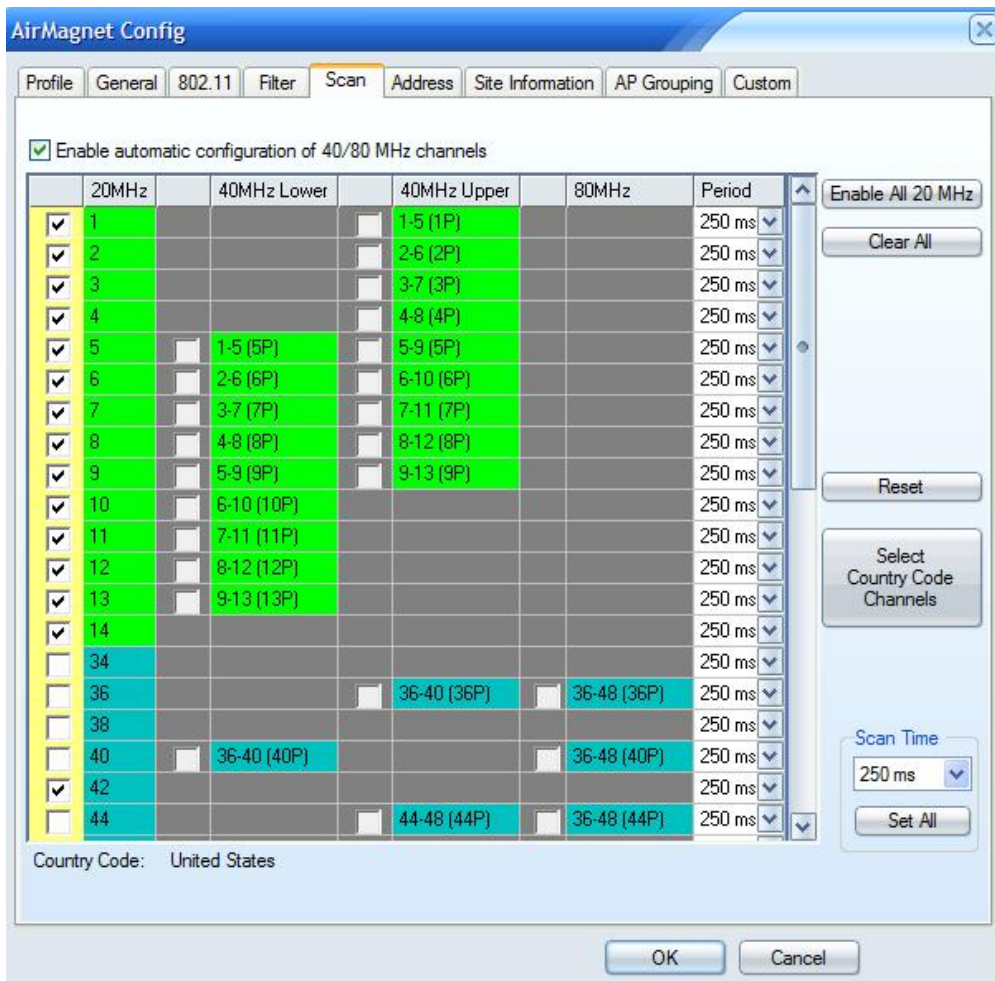 AirMagnet Config
Profile General 802.11 Filter Scan Address Site Information AP Grouping Custom
Enable automatic configuration of 40/80 MHz channels
20MHz 40MHz Lower 40MHz Upper 80MHz Period
1 1-5 (1P) 250 ms
2 2-6 (2P) 250 ms
3 3-7 (3P) 250 ms
4 4-8 (4P) 250 ms
5 1-5 (5P) 5-9 (5P) 250 ms
6 2-6 (6P) 6-10 (6P) 250 ms
7 3-7 (7P) 7-11 (7P) 250 ms
8 4-8 (8P) 8-12 (8P) 250 ms
9 5-9 (9P) 9-13 (9P) 250 ms
10 6-10 (10P) 250 ms
11 7-11 (11P) 250 ms
12 8-12 (12P) 250 ms
13 9-13 (13P) 250 ms
14 250 ms
34 250 ms
36 36-40 (36P) 36-48 (36P) 250 ms
38 250 ms
40 36-40 (40P) 36-48 (40P) 250 ms
42 250 ms
44 44-48 (44P) 36-48 (44P) 250 ms
Enable All 20 MHz
Clear All
Reset
Select
Country Code
Channels
Scan Time
250 ms
Set All
Country Code: United States
OK Cancel